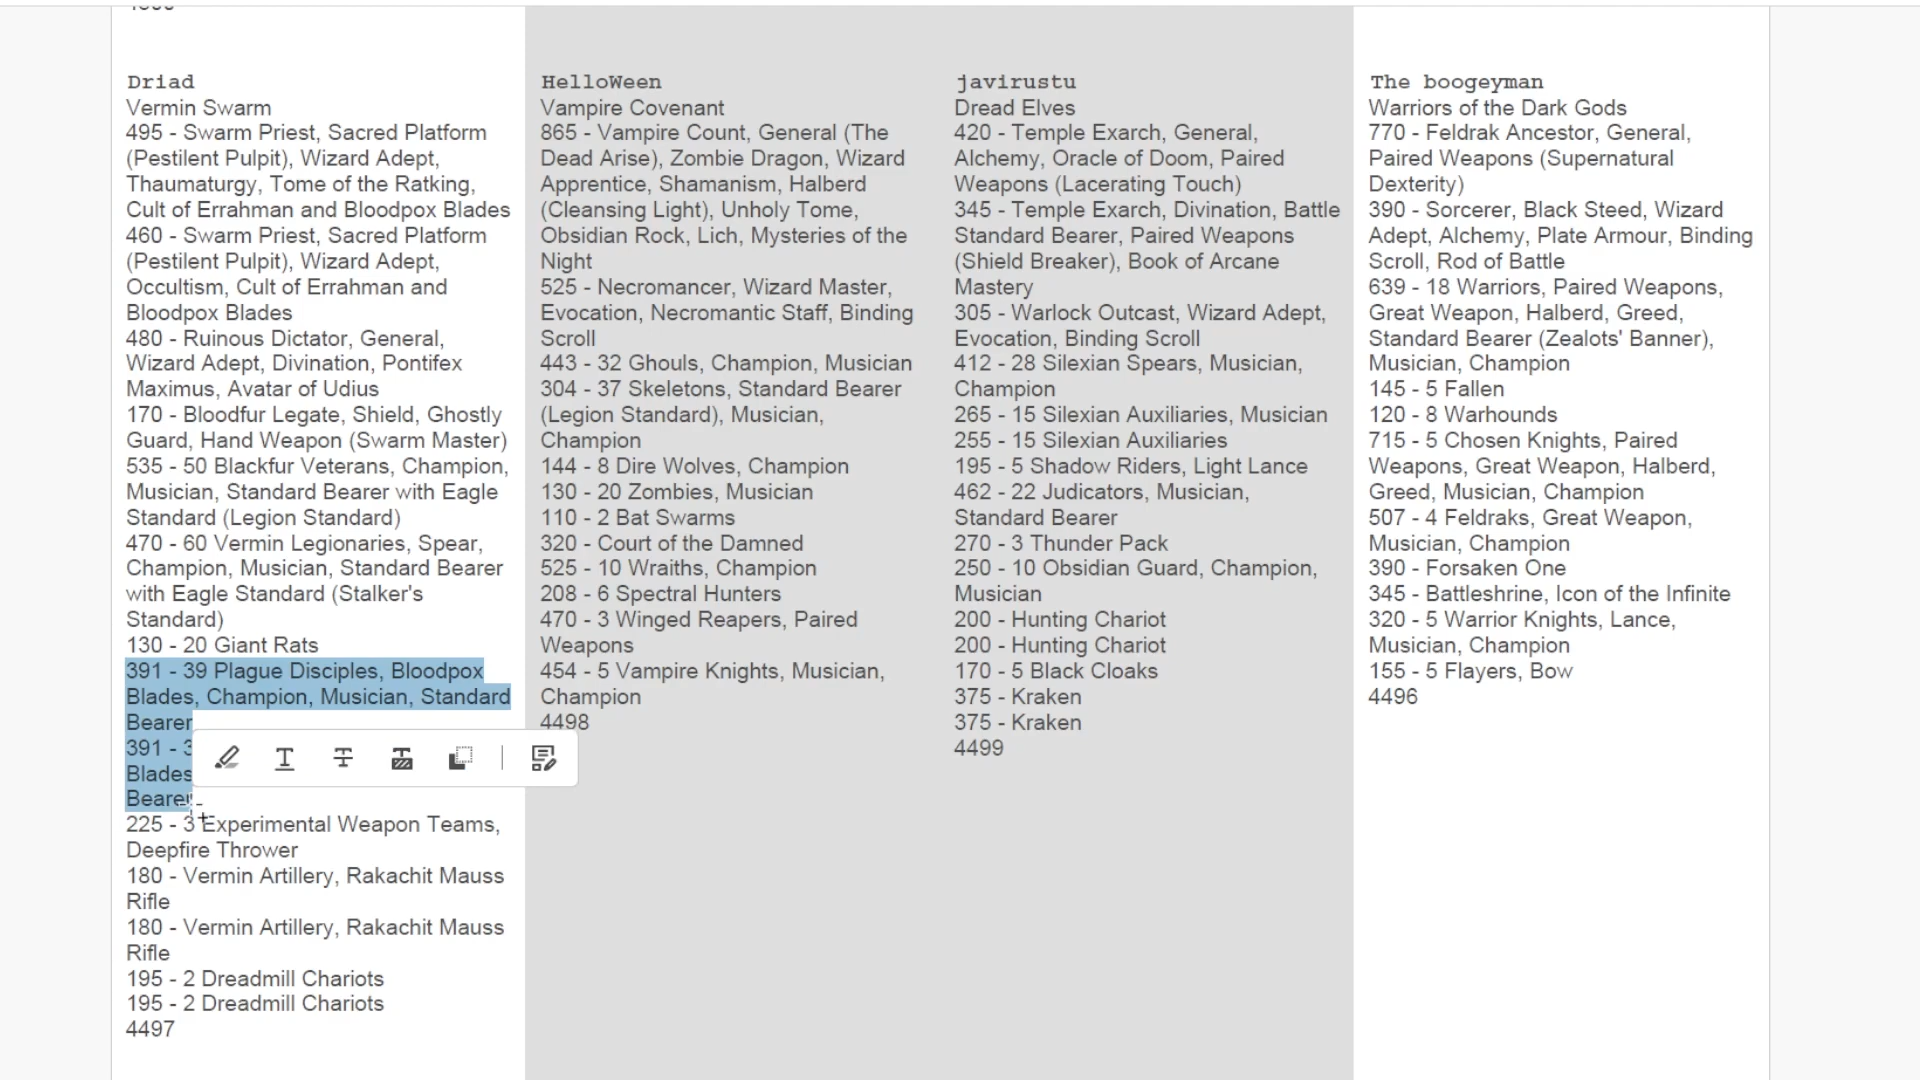 Driad
Vermin Swarm
495 - Swarm Priest, Sacred Platform
(Pestilent Pulpit), Wizard Adept,
Thaumaturgy, Tome of the Ratking,
Cult of Errahman and Bloodpox Blades
460 - Swarm Priest, Sacred Platform
(Pestilent Pulpit), Wizard Adept,
Occultism, Cult of Errahman and
Bloodpox Blades
480 - Ruinous Dictator, General,
Wizard Adept, Divination, Pontifex
Maximus, Avatar of Udius
170 - Bloodfur Legate, Shield, Ghostly
Guard, Hand Weapon (Swarm Master)
535 - 50 Blackfur Veterans, Champion,
Musician, Standard Bearer with Eagle
Standard (Legion Standard)
470 - 60 Vermin Legionaries, Spear,
Champion, Musician, Standard Bearer
with Eagle Standard (Stalker's
Standard)
130 - 20 Giant Rats
391 - 39 Plague Disciples, Bloodpox
Blades, Champion, Musician, Standard
Bearer
391 - 3
Blades
Bearer
225 - 3 Experimental Weapon Teams,
Deepfire Thrower
180 - Vermin Artillery, Rakachit Mauss
Rifle
180 - Vermin Artillery, Rakachit Mauss
Rifle
195 - 2 Dreadmill Chariots
195 - 2 Dreadmill Chariots
4497
HelloWeen
Vampire Covenant
865 - Vampire Count, General (The
Dead Arise), Zombie Dragon, Wizard
Apprentice, Shamanism, Halberd
(Cleansing Light), Unholy Tome,
Obsidian Rock, Lich, Mysteries of the
Night
525 - Necromancer, Wizard Master,
Evocation, Necromantic Staff, Binding
Scroll
443 - 32 Ghouls, Champion, Musician
304 - 37 Skeletons, Standard Bearer
(Legion Standard), Musician,
Champion
144 - 8 Dire Wolves, Champion
130 - 20 Zombies, Musician
110 - 2 Bat Swarms
320 - Court of the Damned
525 - 10 Wraiths, Champion
208 - 6 Spectral Hunters
470 - 3 Winged Reapers, Paired
Weapons
454 - 5 Vampire Knights, Musician,
Champion
4498
javirustu
Dread Elves
420 - Temple Exarch, General,
Alchemy, Oracle of Doom, Paired
Weapons (Lacerating Touch)
345 - Temple Exarch, Divination, Battle
Standard Bearer, Paired Weapons
(Shield Breaker), Book of Arcane
Mastery
305 - Warlock Outcast, Wizard Adept,
Evocation, Binding Scroll
412 - 28 Silexian Spears, Musician,
Champion
265 - 15 Silexian Auxiliaries, Musician
255 - 15 Silexian Auxiliaries
195 - 5 Shadow Riders, Light Lance
462 - 22 Judicators, Musician,
Standard Bearer
270 - 3 Thunder Pack
250 - 10 Obsidian Guard, Champion,
Musician
200 - Hunting Chariot
200 - Hunting Chariot
170 - 5 Black Cloaks
375 - Kraken
375 - Kraken
4499
The boogeyman
Warriors of the Dark Gods
770 - Feldrak Ancestor, General,
Paired Weapons (Supernatural
Dexterity)
390 - Sorcerer, Black Steed, Wizard
Adept, Alchemy, Plate Armour, Binding
Scroll, Rod of Battle
639 - 18 Warriors, Paired Weapons,
Great Weapon, Halberd, Greed,
Standard Bearer (Zealots' Banner),
Musician, Champion
145 - 5 Fallen
120 - 8 Warhounds
715 - 5 Chosen Knights, Paired
Weapons, Great Weapon, Halberd,
Greed, Musician, Champion
507 - 4 Feldraks, Great Weapon,
Musician, Champion
390 - Forsaken One
345 - Battleshrine, Icon of the Infinite
320 - 5 Warrior Knights, Lance,
Musician, Champion
155 - 5 Flayers, Bow
4496